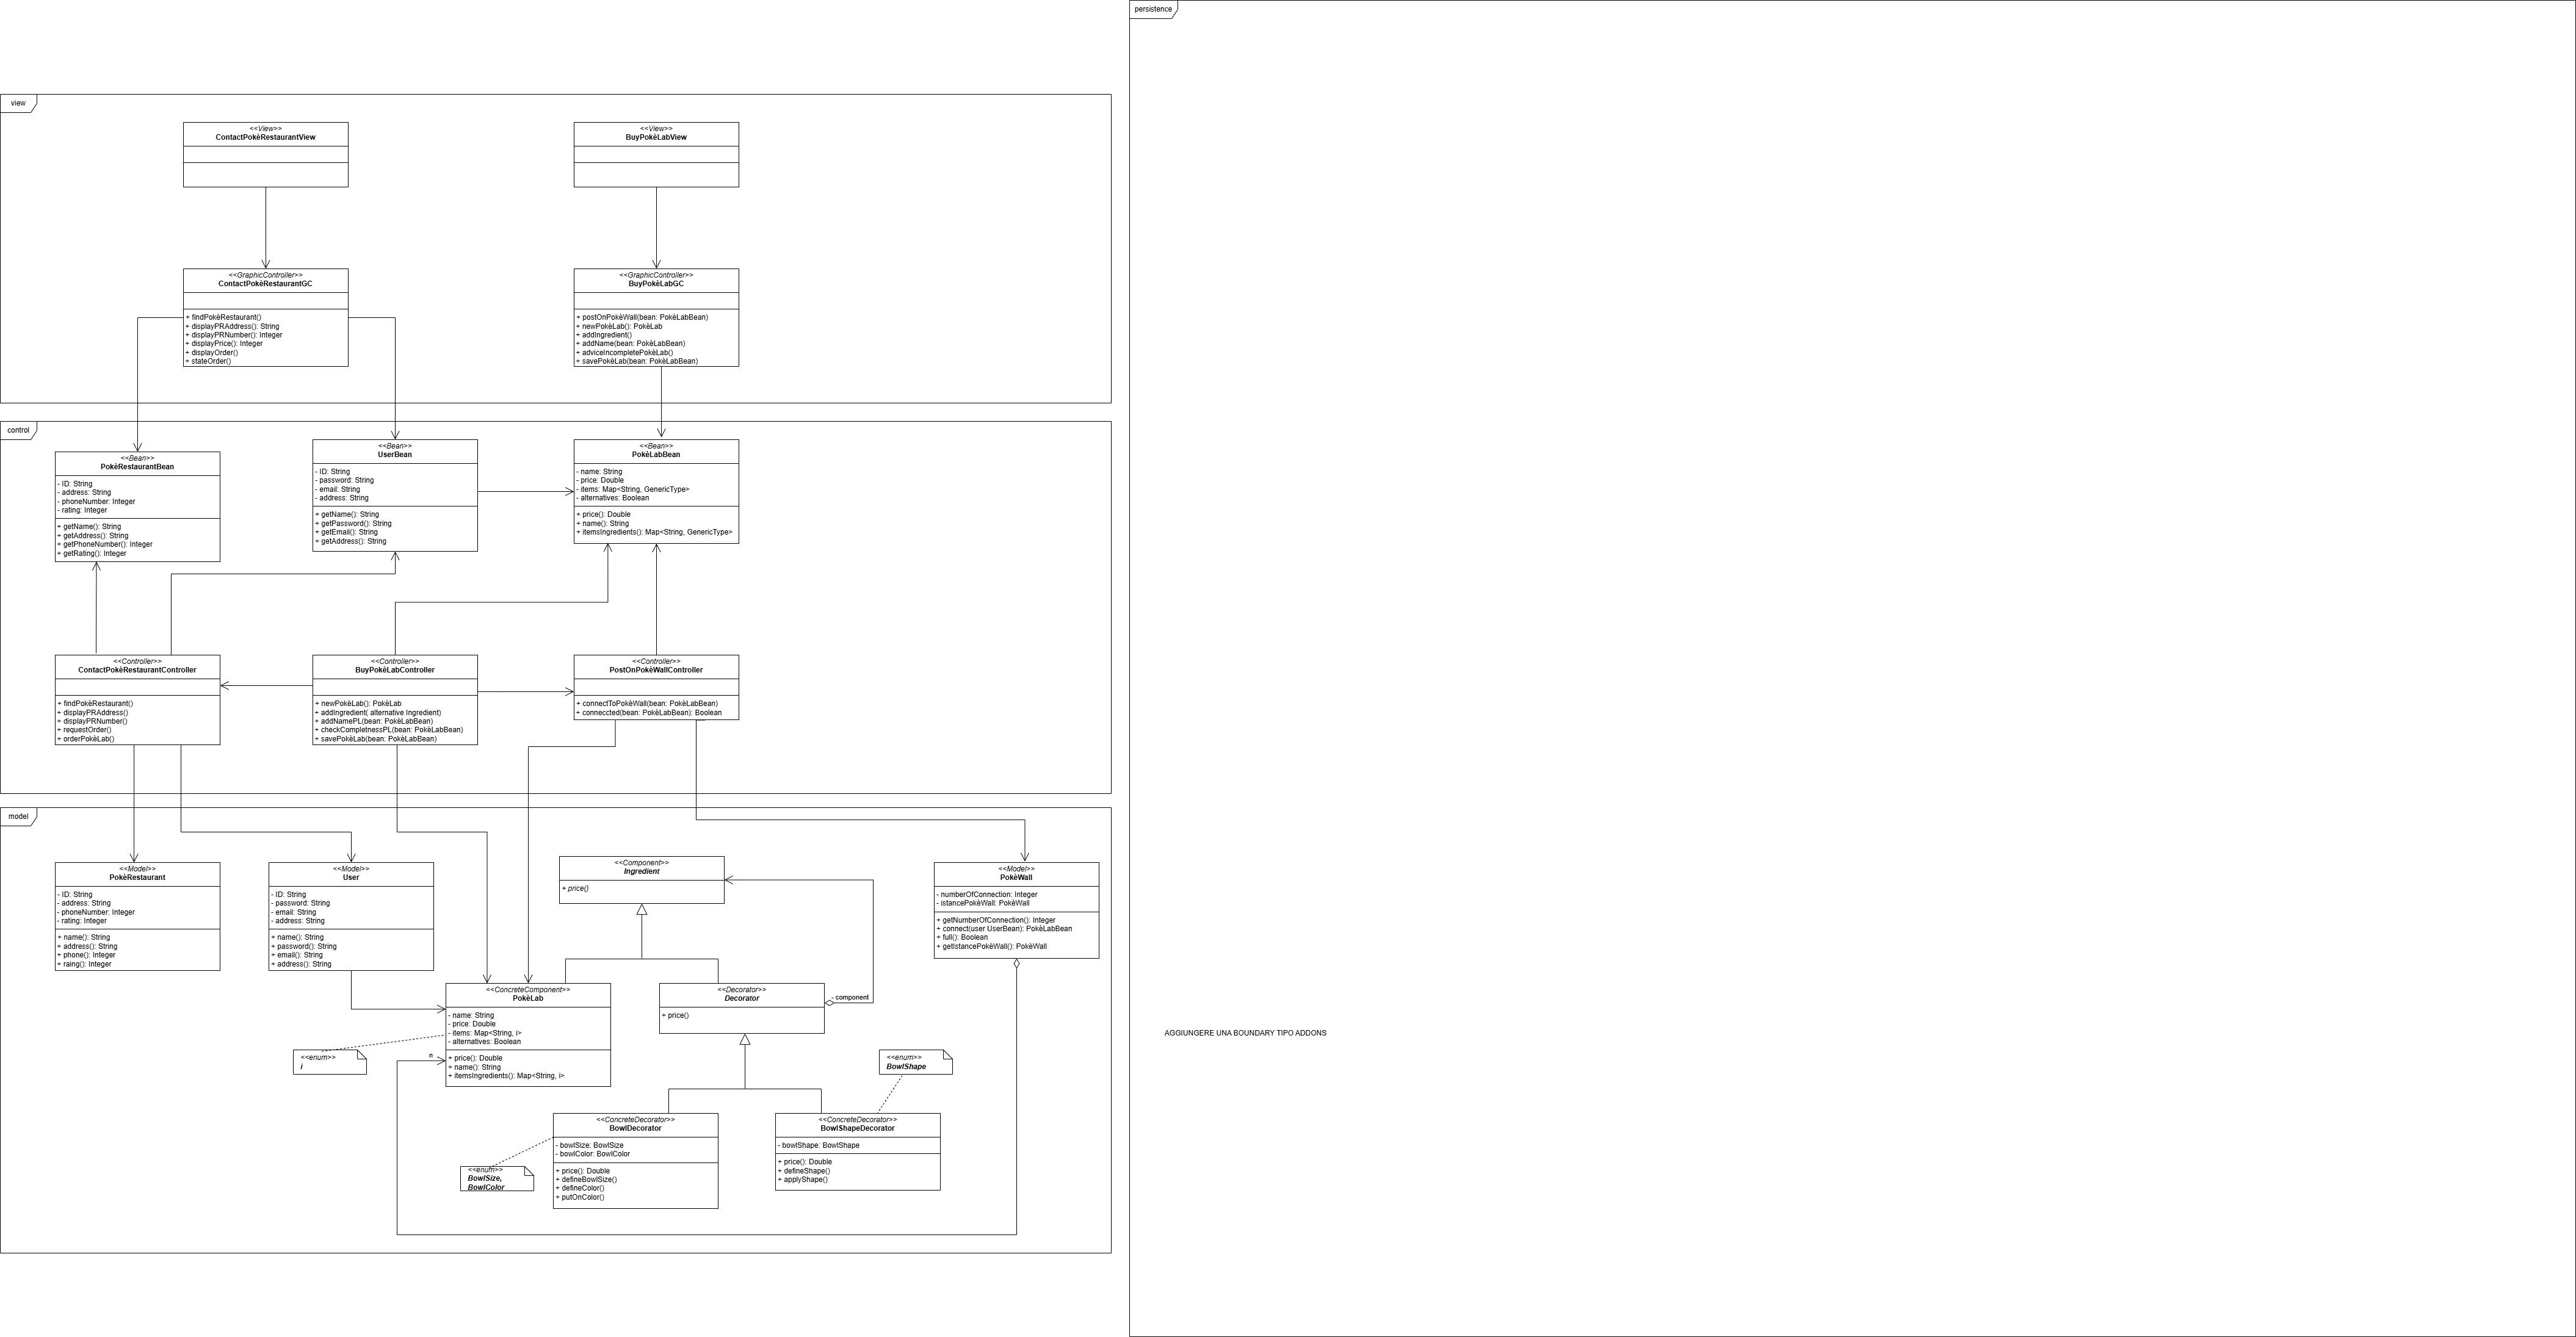 persistence
view
<<View>>
ContactPokèRestaurantView
<<View>>
BuyPokèLabView
<<GraphicController>>
ContactPokèRestaurantGC
+ findPokèRestaurant()
+ displayPRAddress(): String
+ displayPRNumber(): Integer
+ displayPrice(): Integer
+ displayOrder()
+ stateOrder()
<<GraphicController>>
BuyPokèLabGC
+ postOnPokèWall(bean: PokèLabBean)
+ newPokèLab(): PokèLab
+ addIngredient()
+ addName(bean: PokèLabBean)
+ adviceIncompletePokèLab()
+ savePokèLab(bean: PokèLabBean)
control
<<Bean>>
PokèRestaurantBean
- ID: String
- address: String
- phoneNumber: Integer
- rating: Integer
+ getName(): String
+ getAddress(): String
+ getPhoneNumber(): Integer
+ getRating(): Integer
<<Bean>>
UserBean
- ID: String
- password: String
- email: String
- address: String
+ getName(): String
+ getPassword(): String
+ getEmail(): String
+ getAddress(): String
<<Bean>>
PokèLabBean
- name: String
- price: Double
- items: Map<String, GenericType>
- alternatives: Boolean
+ price(): Double
+ name(): String
+ itemsIngredients(): Map<String, GenericType>
<<Controller>>
ContactPokèRestaurantController
+ findPokèRestaurant()
+ displayPRAddress()
+ displayPRNumber()
+ requestOrder()
+ orderPokèLab()
<<Controller>>
BuyPokèLabController
+ newPokèLab(): PokèLab
+ addIngredient( alternative Ingredient)
+ addNamePL(bean: PokèLabBean)
+ checkCompletnessPL(bean: PokèLabBean)
+ savePokèLab(bean: PokèLabBean)
<<Controller>>
PostOnPokèWallController
+ connectToPokèWall(bean: PokèLabBean)
+ conneccted(bean: PokèLabBean): Boolean
model
<<Model>>
PokèRestaurant
- ID: String
- address: String
- phoneNumber: Integer
- rating: Integer
+ name(): String
+ address(): String
+ phone(): Integer
+ raing(): Integer
<<Model>>
User
- ID: String
- password: String
- email: String
- address: String
+ name(): String
+ password(): String
+ email(): String
+ address(): String
<<Component>>
Ingredient
+ price()
<<Model>>
PokèWall
- numberOfConnection: Integer
- istancePokèWall: PokèWall
+ getNumberOfConnection(): Integer
+ connect(user UserBean): PokèLabBean
+ full(): Boolean
+ getIstancePokèWall(): PokèWall
<<ConcreteComponent>>
PokèLab
- name: String
- price: Double
- items: Map<String, i>
- alternatives: Boolean
+ price(): Double
+ name(): String
+ itemsIngredients(): Map<String, i>
<<Decorator>>
Decorator
+ price()
- component
n
<<enum>>
i
<<enum>>
BowlShape
AGGIUNGERE UNA BOUNDARY TIPO ADDONS
<<ConcreteDecorator>>
BowlDecorator
- bowlSize: BowlSize
- bowlColor: BowlColor
+ price(): Double
+ defineBowlSize()
+ defineColor()
+ putOnColor()
<<ConcreteDecorator>>
BowlShapeDecorator
- bowlShape: BowlShape
+ price(): Double
+ defineShape()
+ applyShape()
<<enum>>
BowlSize,
BowlColor